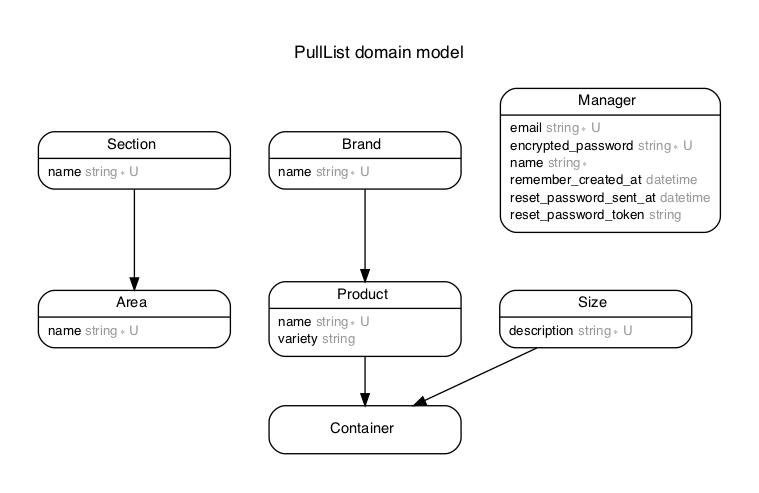 PullList domain model
Manager
email string* U
encrypted_password string* U
name string*
remember_created_at datetime
reset_password_sent_at datetime
reset_password_token string
Section
name string* U
Brand
name string* U
Area
name string* U
Product
name string* U
variety string
Size
description string* U
Container